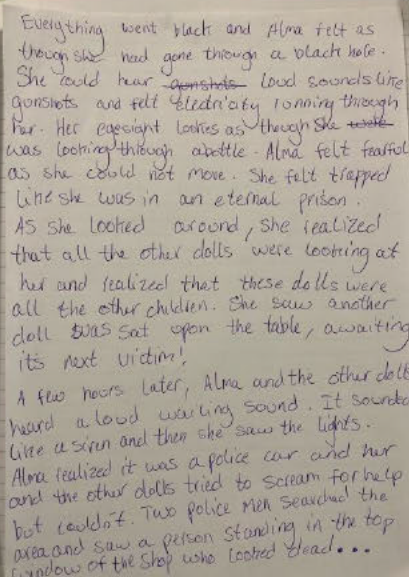 Everything went black and Alma felt as
though she had gone through a black hole.
She could hear gunshots loud sounds like
gunshots and felt electricity running through
her. Her eyesight lookes as though she were
was looking through a bottle. Alma felt fearful
as she could not move. She felt trapped
like she was in an eternal prison.
As she looked around, she realized
that all the other dolls were looking at
her and realized that these dolls were
all the other children. She saw another
doll was sat upon the table, awaiting
it's next victim!
A few hours later, Alma and the other doll
heard a loud wailing sound. It sounded
like a siren and then she saw the lights.
Alma realized it was a police car and her
and the other dolls tried to scream for help
but couldn't. Two police men searched the
area and saw a person standing in the top
window of the shop who looked dead...